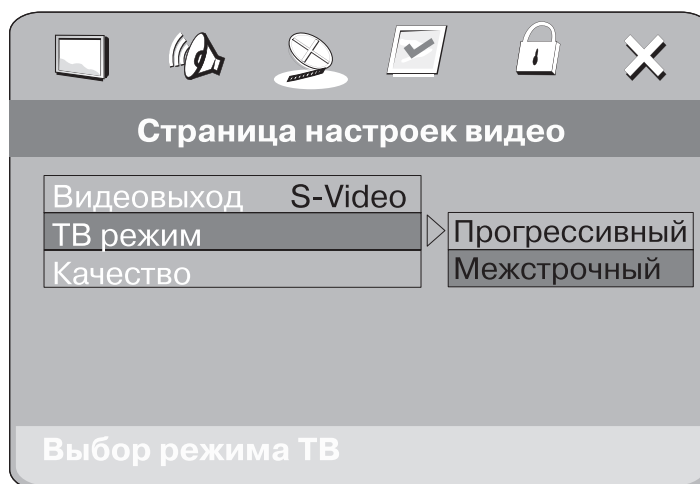 Страница настроек видео
Видеовыход S-Video
ТВ режим
Качество
Прогрессивный
Межстрочный
Выбор режима ТВ